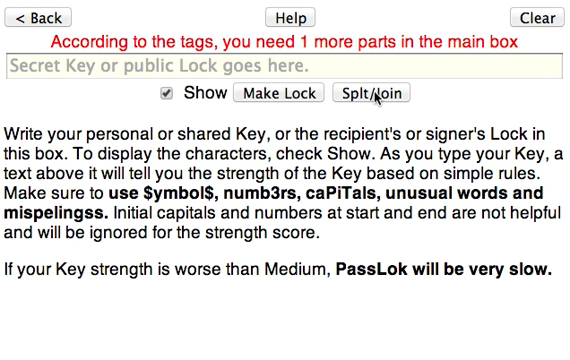 < Back Help Clear
According to the tags, you need 1 more parts in the main box
Secret Key or public Lock goes here.
Show Make Lock Splt/Join
Write your personal or shared Key, or the recipient's or signer's Lock in
this box. To display the characters, check Show. As you type your Key, a
text above it will tell you the strength of the Key based on simple rules.
Make sure to use $ymbol$, numb3rs, caPiTals, unusual words and
mispelingss. Initial capitals and numbers at start and end are not helpful
and will be ignored for the strength score.
If your Key strength is worse than Medium, PassLok will be very slow.